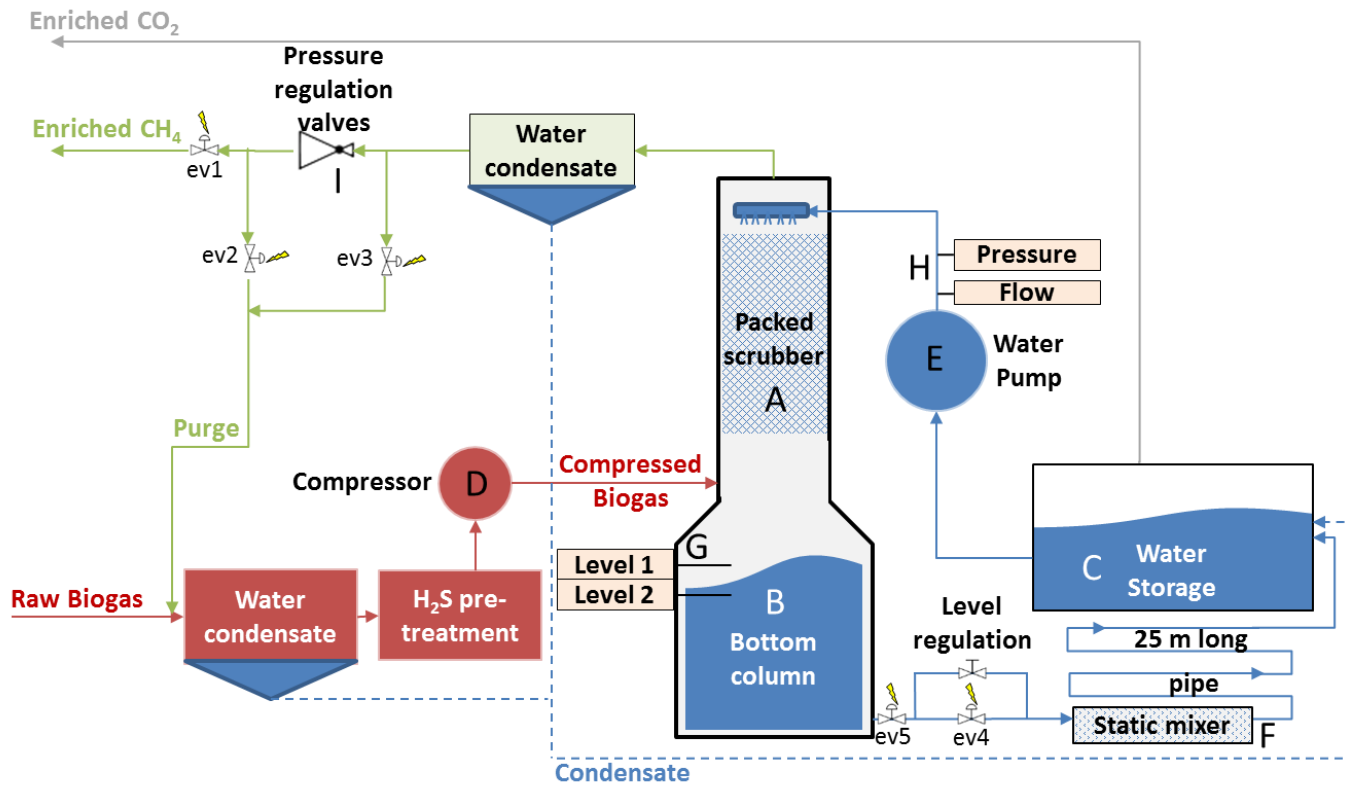 Enriched CO₂
Pressure
regulation
valves
Enriched CH₄
ev1
I
Water
condensate
ev2
ev3
H
Pressure
Flow
Packed
scrubber
A
E
Water
Pump
Purge
Compressor
D
Compressed
Biogas
G
Level 1
Level 2
B
Bottom
column
C
Water
Storage
Raw Biogas
Water
condensate
H₂S pre-
treatment
Level
regulation
25 m long
pipe
ev5
ev4
Static mixer
F
Condensate